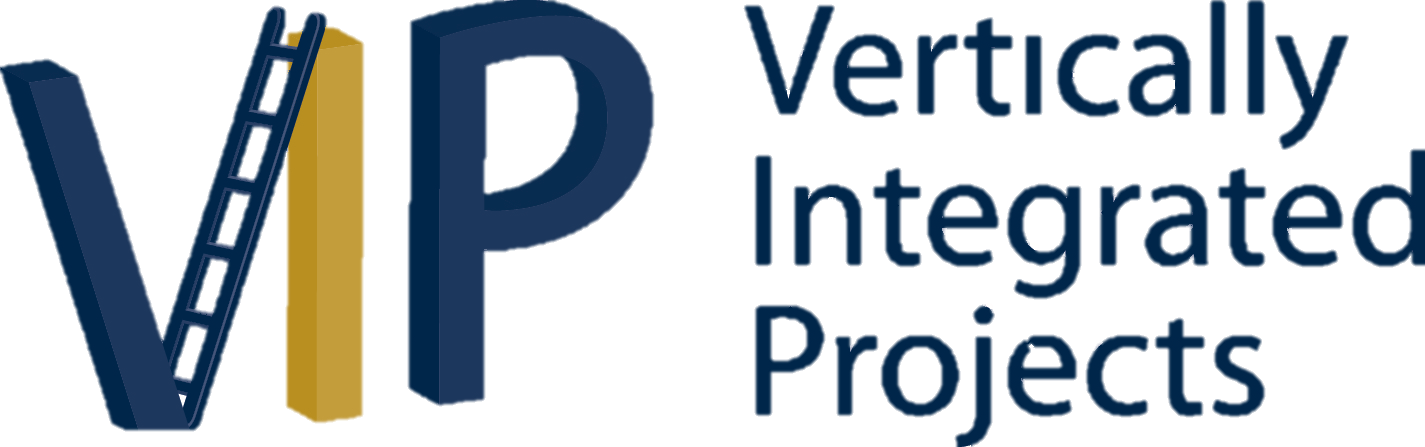 VIP
Vertically
Integrated
Projects